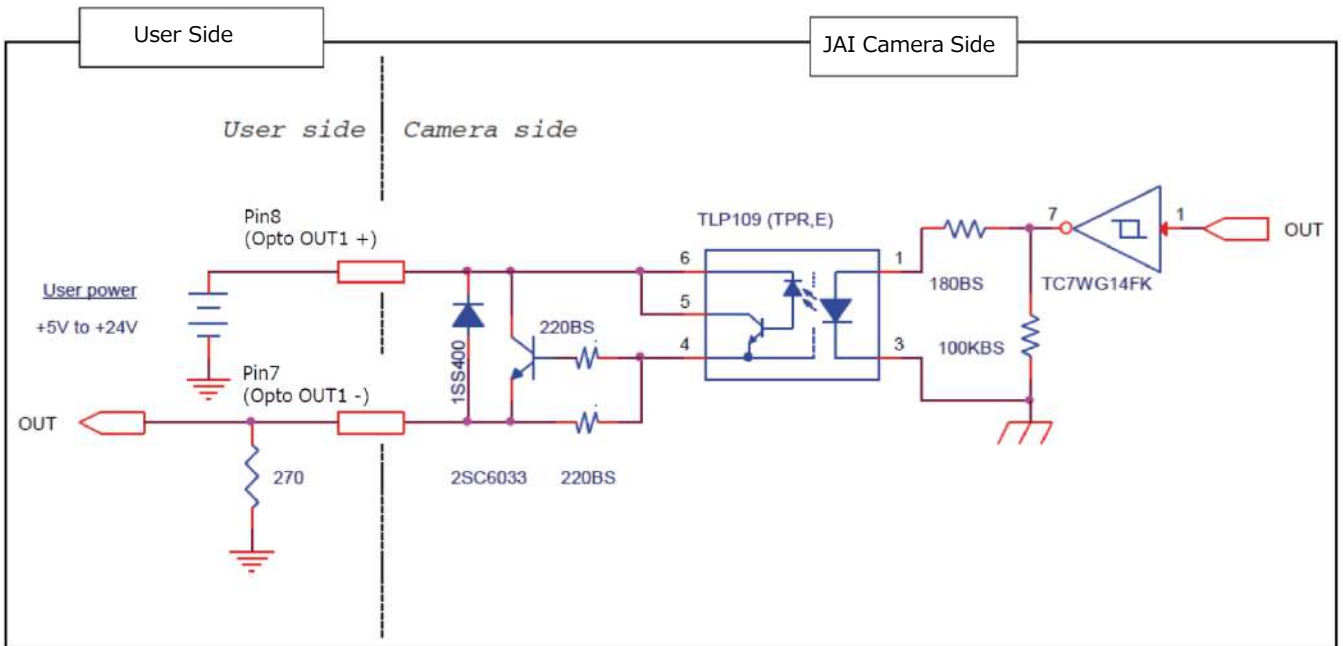 User Side
JAI Camera Side
User side
Camera side
Pin8
(Opto OUT1 +)
TLP109 (TPR,E)
7
1
OUT
6
1
User power
+5V to +24V
180BS
TC7WG14FK
5
220BS
100KBS
4
3
1SS400
Pin7
(Opto OUT1 -)
OUT
270
2SC6033
220BS